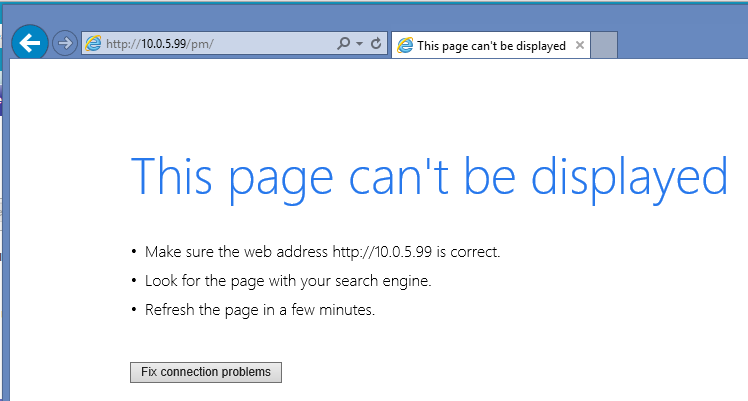 http://10.0.5.99/pm/
This page can't be displayed
This page can't be displayed
• Make sure the web address http://10.0.5.99 is correct.
• Look for the page with your search engine.
• Refresh the page in a few minutes.
Fix connection problems